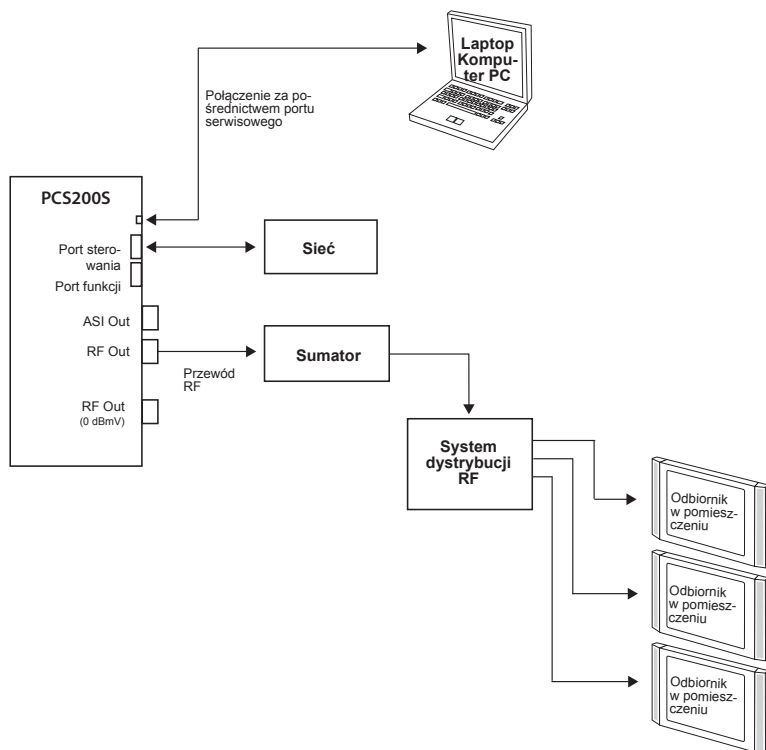 Laptop
Kompu-
ter PC
Połączenie za po-
średnictwem portu
serwisowego
PCS200S
Port stero-
wania
Port funkcji
ASI Out
RF Out
RF Out
(0 dBmV)
Sieć
Przewód
RF
Sumator
System
dystrybucji
RF
Odbiornik
w pomiesz-
czeniu
Odbiornik
w pomiesz-
czeniu
Odbiornik
w pomiesz-
czeniu